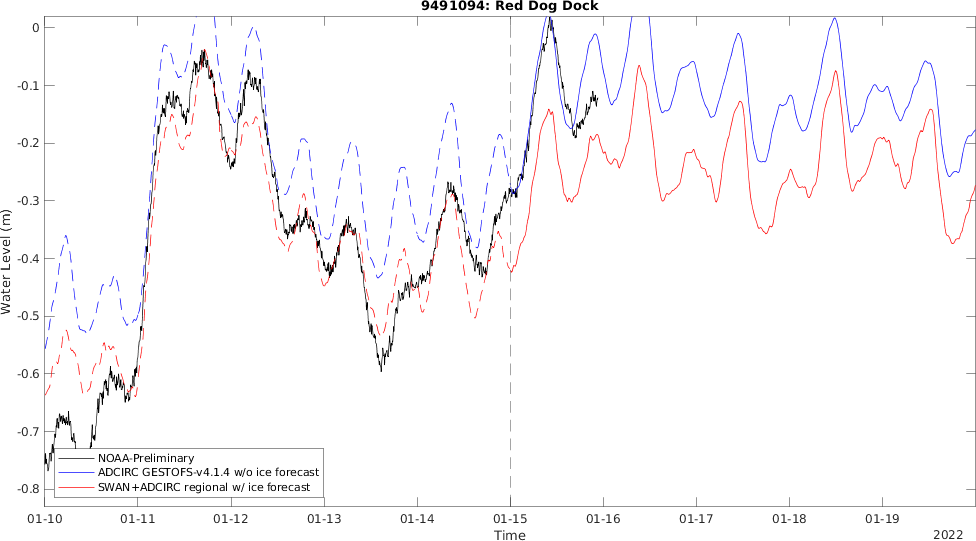 9491094: Red Dog Dock
Water Level (m)
0
-0.1
-0.2
-0.3
-0.4
-0.5
-0.6
-0.7
-0.8
NOAA-Preliminary
ADCIRC GESTOFS-v4.1.4 w/o ice forecast
SWAN+ADCIRC regional w/ ice forecast
01-10 01-11 01-12 01-13 01-14 01-15 01-16 01-17 01-18 01-19
Time
2022